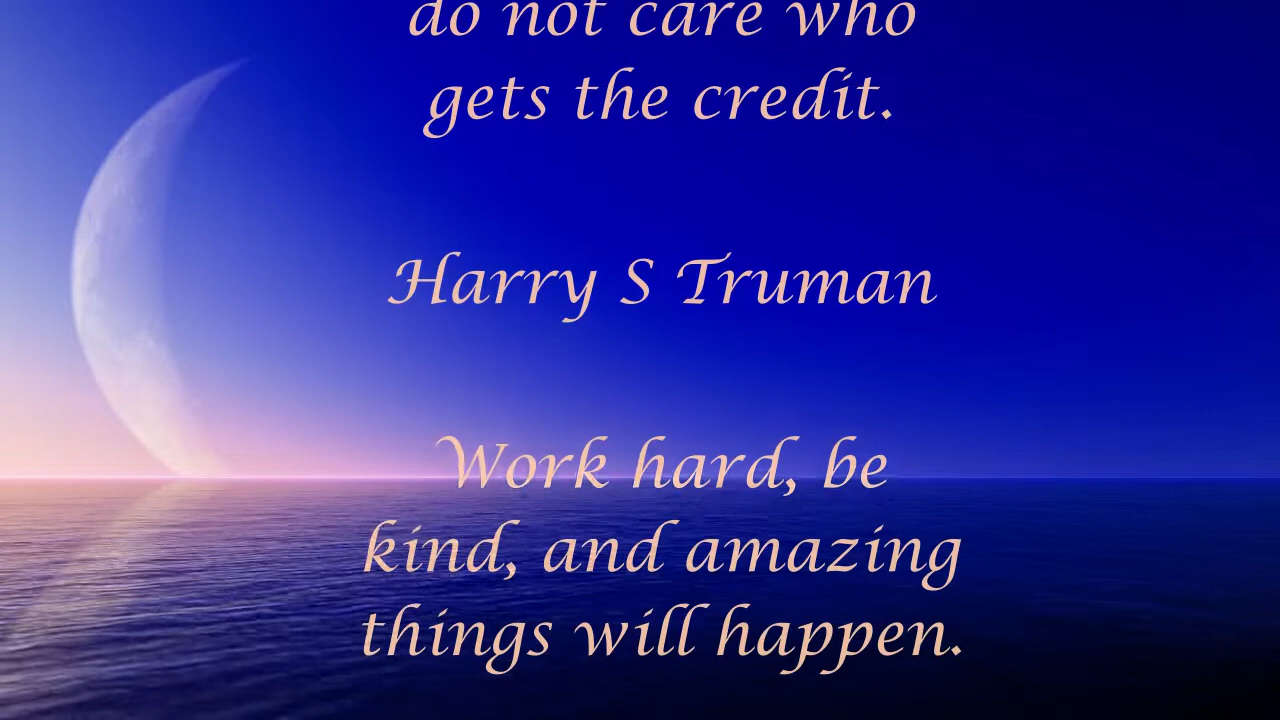 do not care who
gets the credit.
Harry S Truman
Work hard, be
kind, and amazing
things will happen.